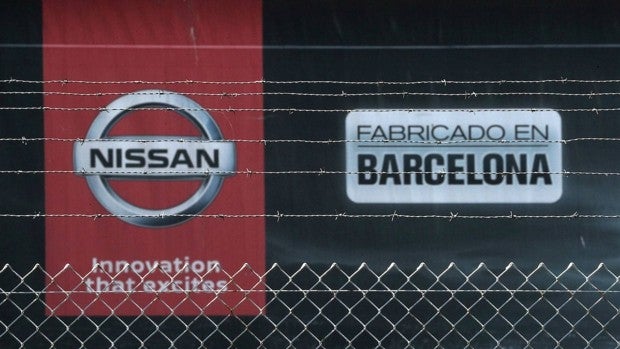 NISSAN
Innovation
that excites
FABRICADO EN
BARCELONA